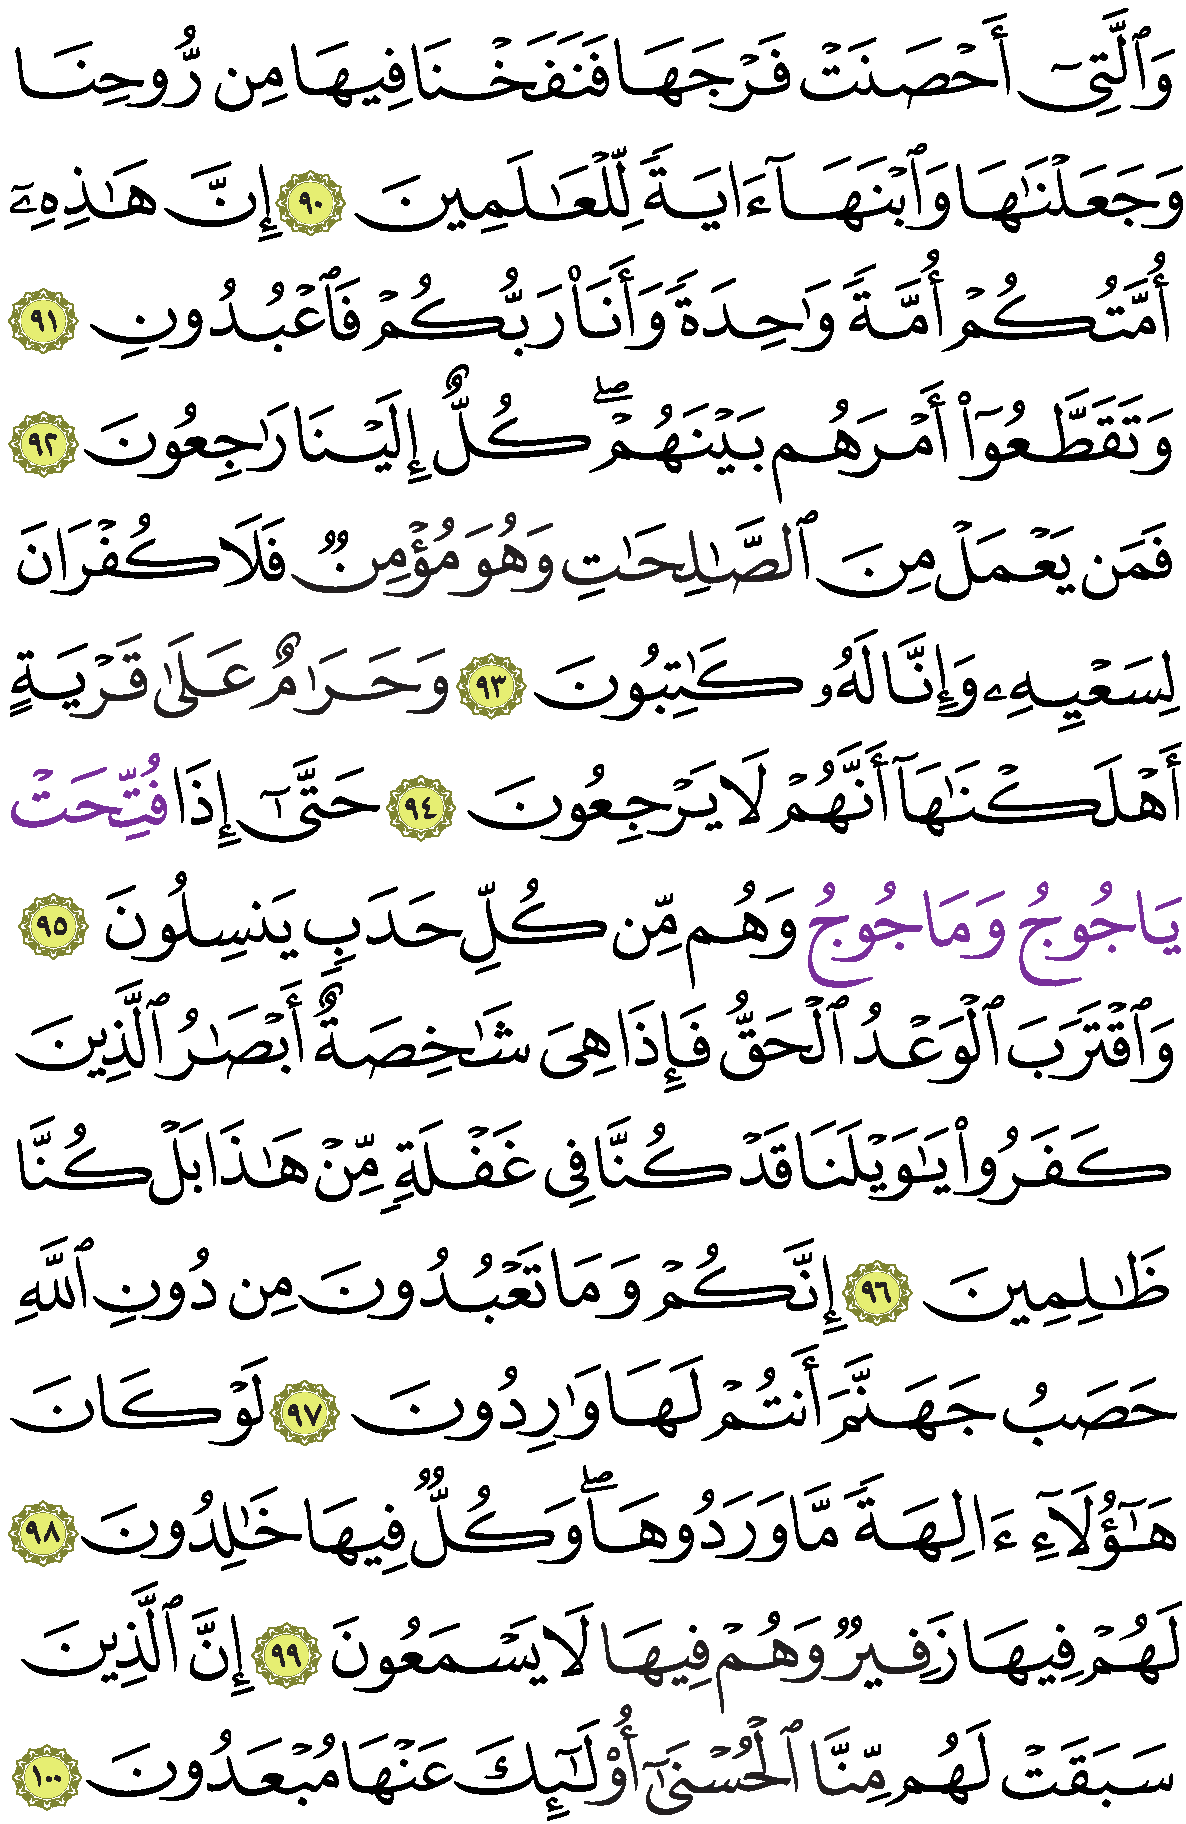 وَٱلَّتِىٓ أَحْصَنَتْ فَرْجَهَا فَنَفَخْنَا فِيهَا مِن رُّوحِنَا
وَجَعَلْنَٰهَا وَٱبْنَهَآ ءَايَةً لِّلْعَٰلَمِينَ ٩٠ إِنَّ هَٰذِهِۦٓ
أُمَّتُكُمْ أُمَّةً وَٰحِدَةً وَأَنَا۠ رَبُّكُمْ فَٱعْبُدُونِ ٩١
وَتَقَطَّعُوٓا۟ أَمْرَهُم بَيْنَهُمْ ۖ كُلٌّ إِلَيْنَا رَٰجِعُونَ ٩٢
فَمَن يَعْمَلْ مِنَ ٱلصَّٰلِحَٰتِ وَهُوَ مُؤْمِنٌ فَلَا كُفْرَانَ
لِسَعْيِهِۦ وَإِنَّا لَهُۥ كَٰتِبُونَ ٩٣ وَحَرَٰمٌ عَلَىٰ قَرْيَةٍ
أَهْلَكْنَٰهَآ أَنَّهُمْ لَا يَرْجِعُونَ ٩٤ حَتَّىٰٓ إِذَا فُتِّحَتْ
يَاجُوجُ وَمَاجُوجُ وَهُم مِّن كُلِّ حَدَبٍ يَنسِلُونَ ٩٥
وَٱقْتَرَبَ ٱلْوَعْدُ ٱلْحَقُّ فَإِذَا هِىَ شَٰخِصَةٌ أَبْصَٰرُ ٱلَّذِينَ
كَفَرُوا۟ يَٰوَيْلَنَا قَدْ كُنَّا فِى غَفْلَةٍ مِّنْ هَٰذَا بَلْ كُنَّا
ظَٰلِمِينَ ٩٦ إِنَّكُمْ وَمَا تَعْبُدُونَ مِن دُونِ ٱللَّهِ
حَصَبُ جَهَنَّمَ أَنتُمْ لَهَا وَٰرِدُونَ ٩٧ لَوْ كَانَ
هَٰٓؤُلَآءِ ءَالِهَةً مَّا وَرَدُوهَا ۖ وَكُلٌّ فِيهَا خَٰلِدُونَ ٩٨
لَهُمْ فِيهَا زَفِيرٌ وَهُمْ فِيهَا لَا يَسْمَعُونَ ٩٩ إِنَّ ٱلَّذِينَ
سَبَقَتْ لَهُم مِّنَّا ٱلْحُسْنَىٰٓ أُو۟لَٰٓئِكَ عَنْهَا مُبْعَدُونَ ١٠٠